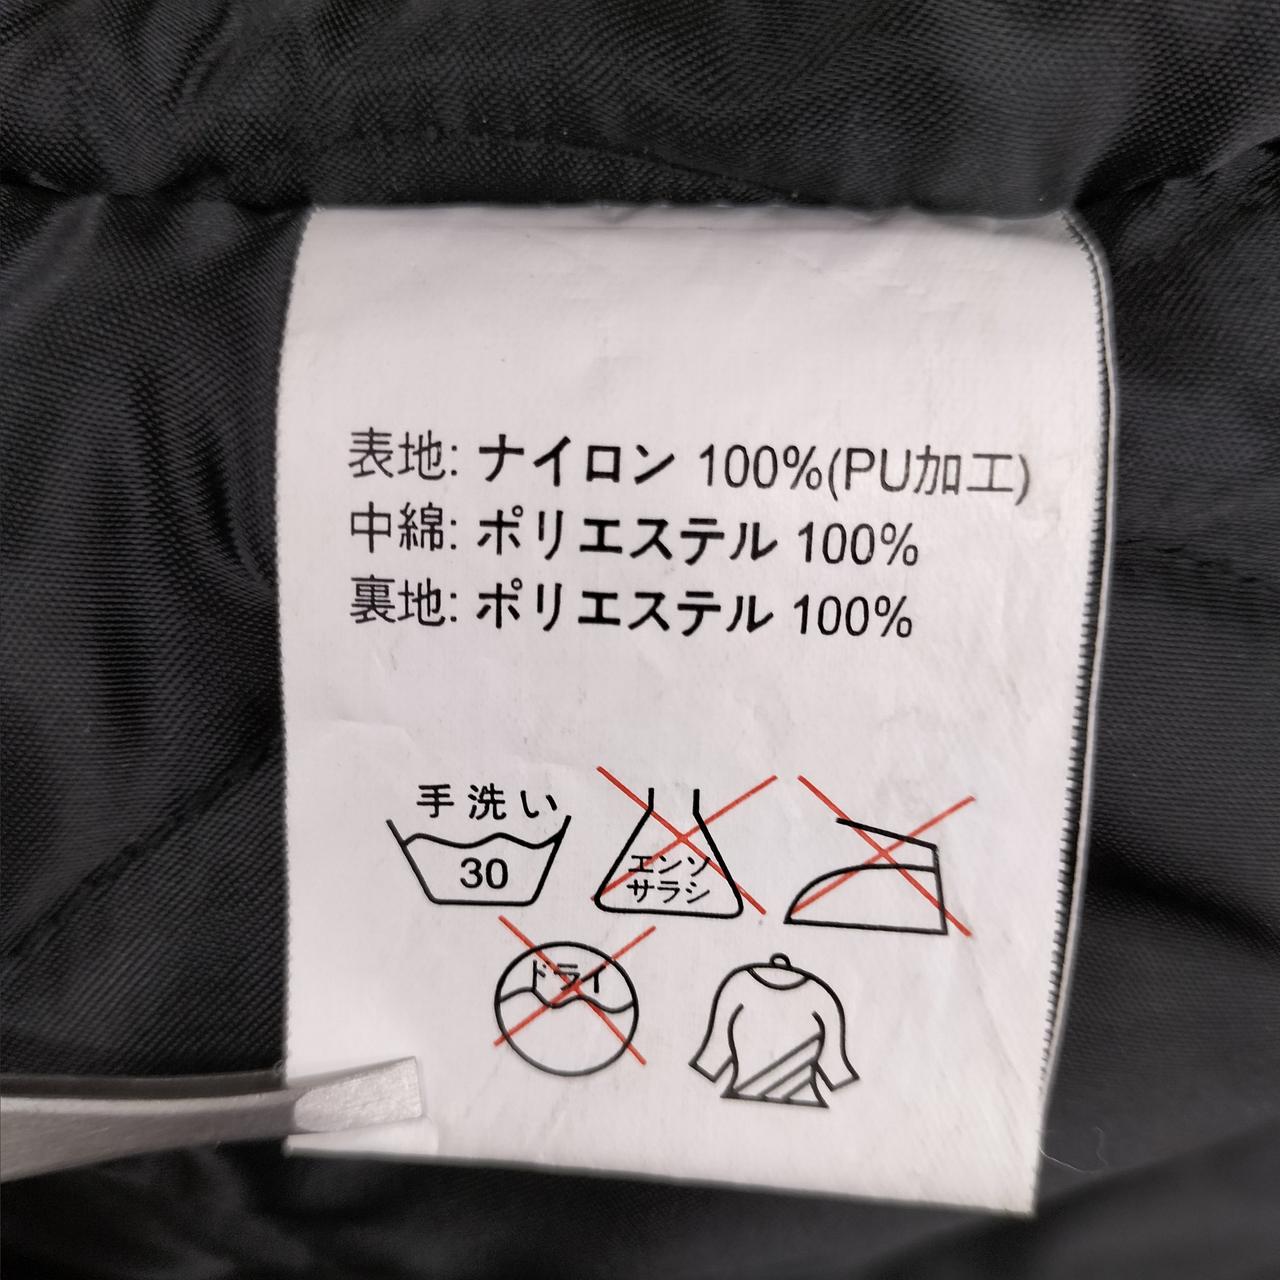 表地: ナイロン 100%(PU加工)
中綿: ポリエステル 100%
裏地: ポリエステル 100%
手洗い
30
エンソ
サラシ
ドライ